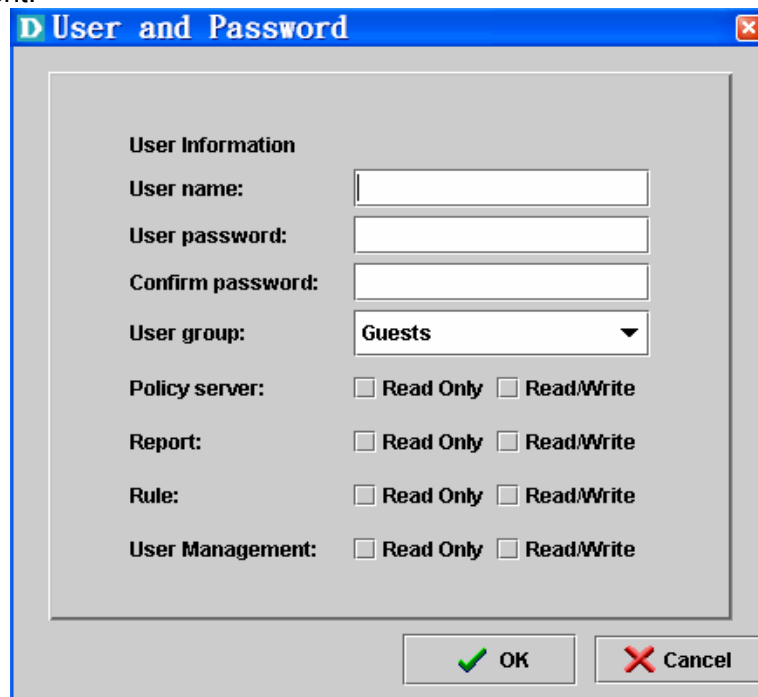 D User and Password
User Information
User name:
User password:
Confirm password:
User group: Guests
Policy server: Read Only Read/Write
Report: Read Only Read/Write
Rule: Read Only Read/Write
User Management: Read Only Read/Write
OK Cancel